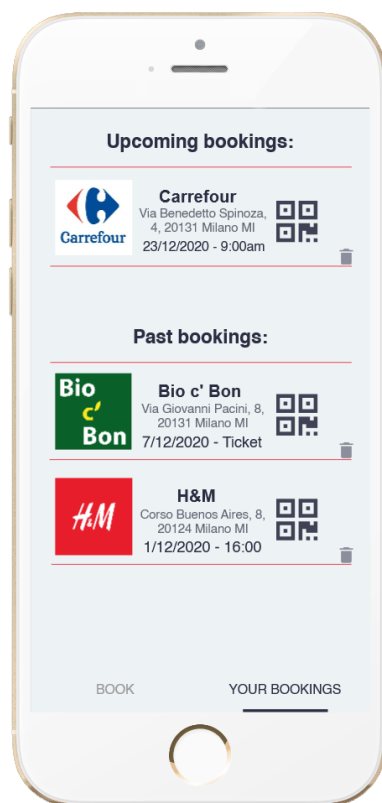 Upcoming bookings:
Carrefour
Carrefour
Via Benedetto Spinoza,
4, 20131 Milano MI
23/12/2020 - 9:00am
Past bookings:
Bio
c'
Bon
Bio c' Bon
Via Giovanni Pacini, 8,
20131 Milano MI
7/12/2020 - Ticket
H&M
H&M
Corso Buenos Aires, 8,
20124 Milano MI
1/12/2020 - 16:00
BOOK
YOUR BOOKINGS